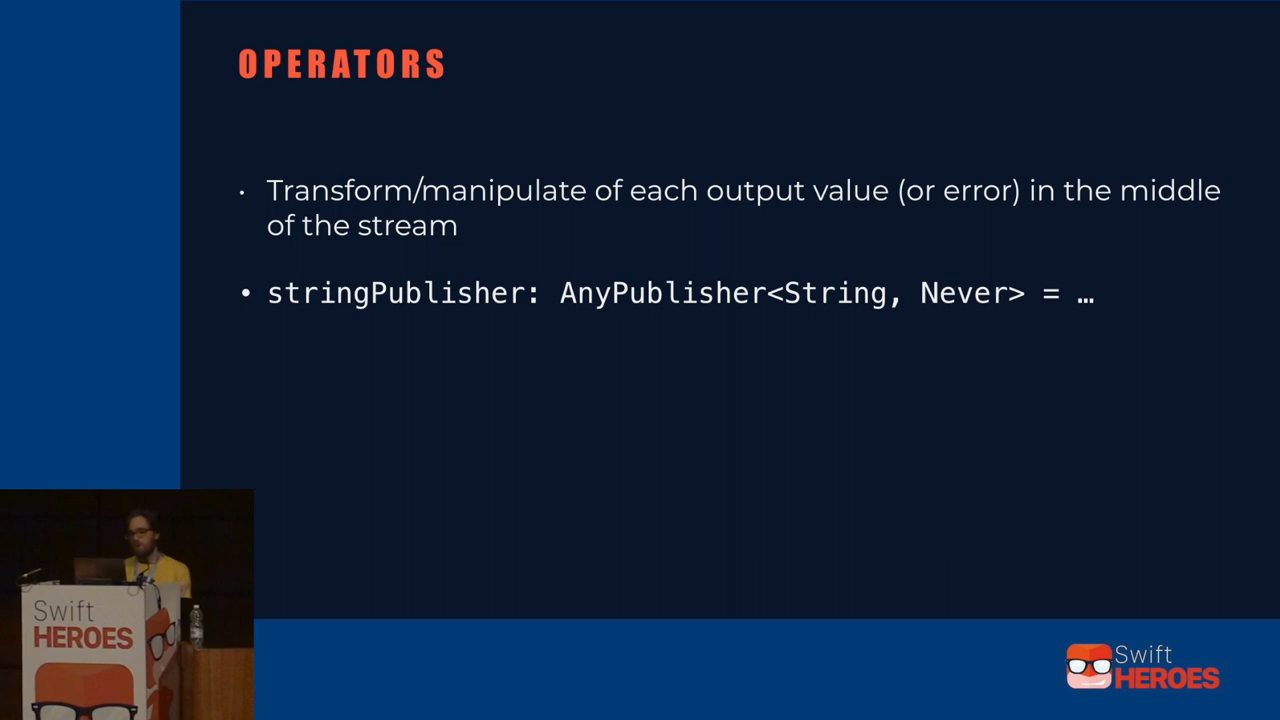 OPERATORS
• Transform/manipulate of each output value (or error) in the middle
of the stream
• stringPublisher: AnyPublisher<String, Never> = …
Swift
HEROES
Swift
HEROES